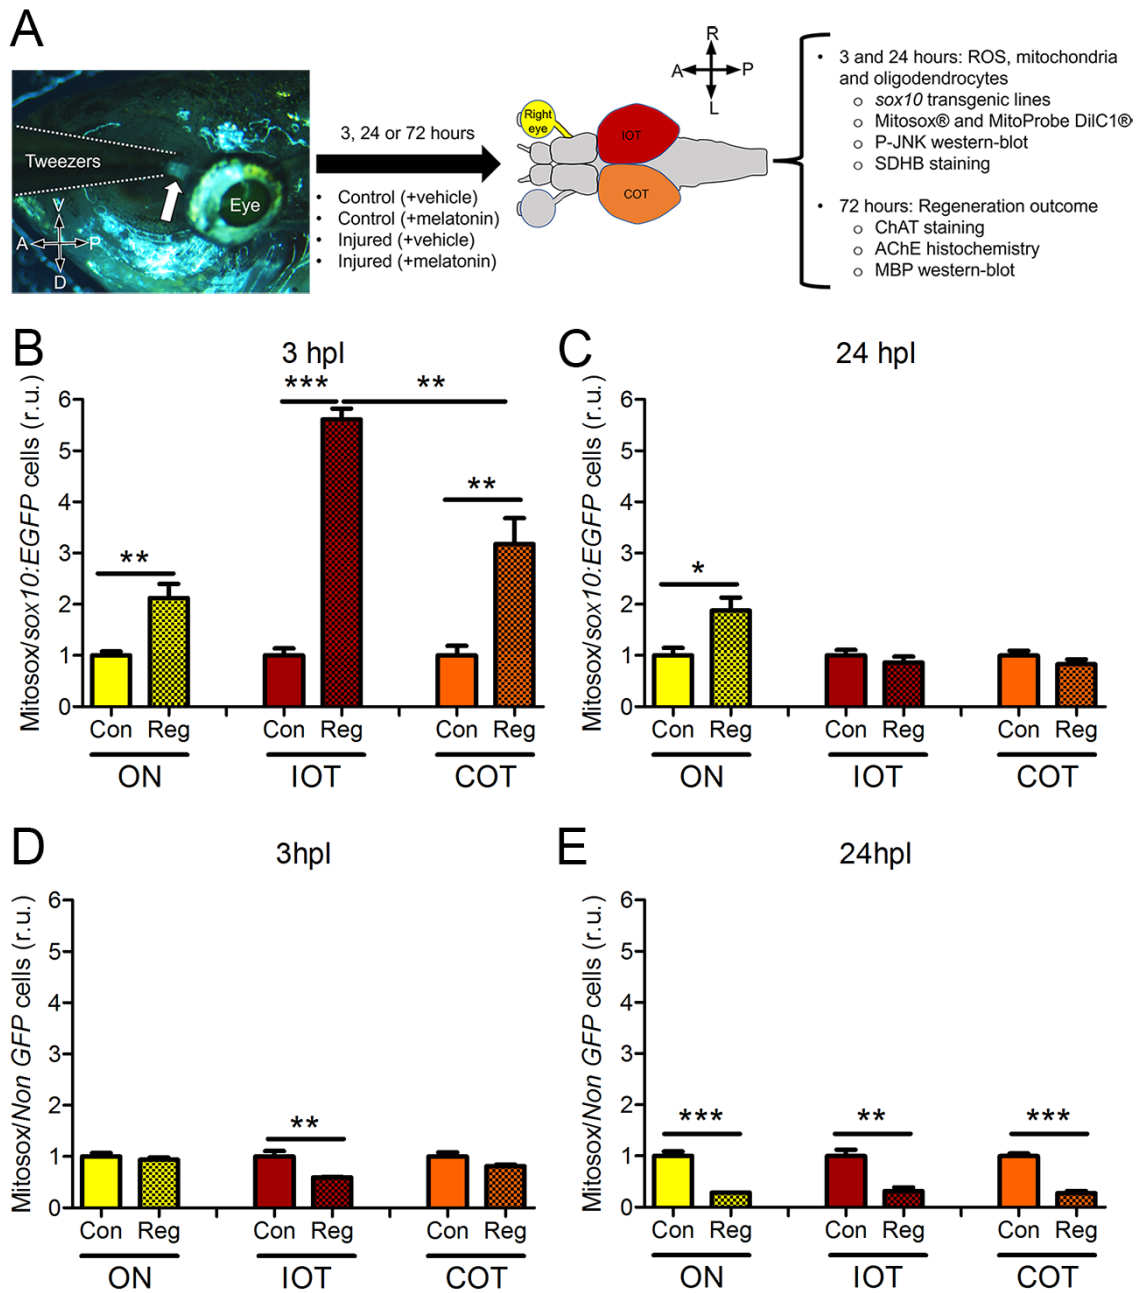 A
Tweezers
Eye
V
A P
D
3, 24 or 72 hours
• Control (+vehicle)
• Control (+melatonin)
• Injured (+vehicle)
• Injured (+melatonin)
R
A P
L
Right
eye
IOT
COT
• 3 and 24 hours: ROS, mitochondria
and oligodendrocytes
o sox10 transgenic lines
o Mitosox® and MitoProbe DilC1®
o P-JNK western-blot
o SDHB staining
• 72 hours: Regeneration outcome
o ChAT staining
o AChE histochemistry
o MBP western-blot
B
3 hpl
Mitosox/sox10:EGFP cells (r.u.)
6
5
4
3
2
1
0
**
***
**
**
Con Reg Con Reg Con Reg
ON IOT COT
C
24 hpl
Mitosox/sox10:EGFP cells (r.u.)
6
5
4
3
2
1
0
*
Con Reg Con Reg Con Reg
ON IOT COT
D
3hpl
Mitosox/Non GFP cells (r.u.)
6
5
4
3
2
1
0
**
Con Reg Con Reg Con Reg
ON IOT COT
E
24hpl
Mitosox/Non GFP cells (r.u.)
6
5
4
3
2
1
0
*** ** ***
Con Reg Con Reg Con Reg
ON IOT COT